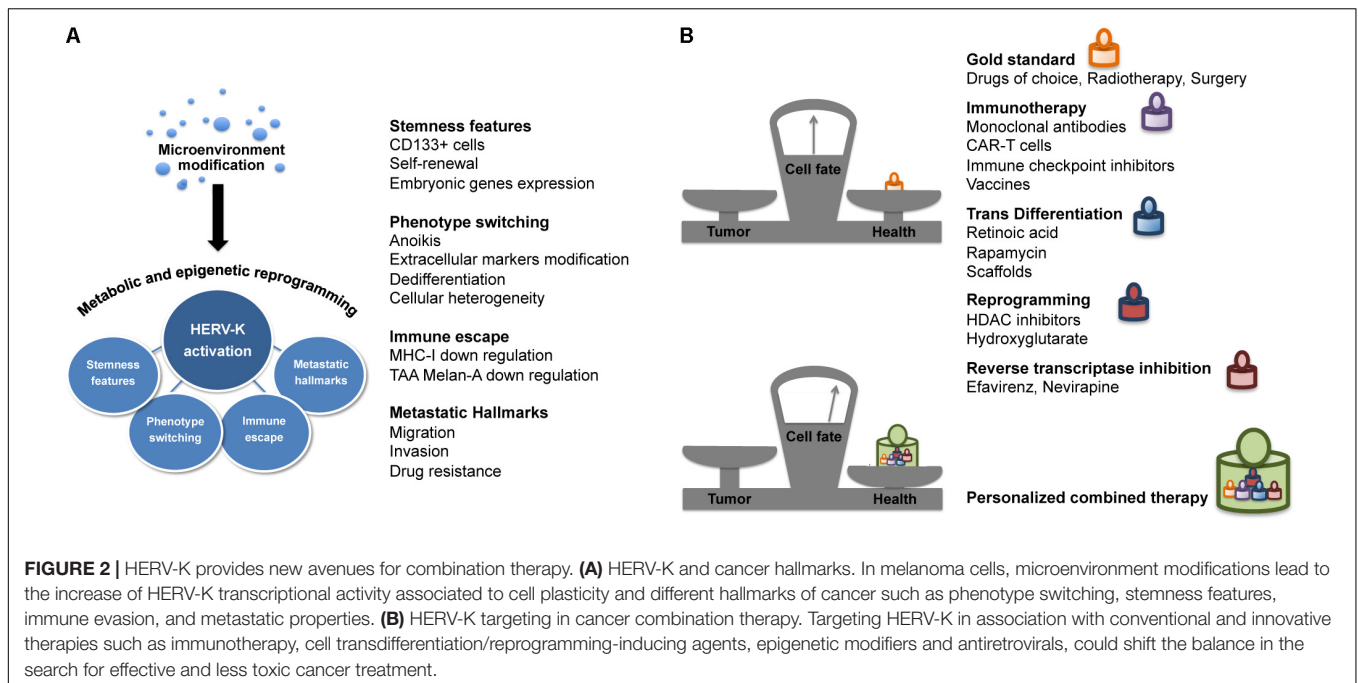 A
Microenvironment
modification
Metabolic and epigenetic reprogramming
HERV-K
activation
Stemness
features
Phenotype
switching
Immune
escape
Metastatic
hallmarks
Stemness features
CD133+ cells
Self-renewal
Embryonic genes expression
Phenotype switching
Anoikis
Extracellular markers modification
Dedifferentiation
Cellular heterogeneity
Immune escape
MHC-I down regulation
TAA Melan-A down regulation
Metastatic Hallmarks
Migration
Invasion
Drug resistance
B
Cell fate
Tumor
Health
Cell fate
Tumor
Health
Gold standard
Drugs of choice, Radiotherapy, Surgery
Immunotherapy
Monoclonal antibodies
CAR-T cells
Immune checkpoint inhibitors
Vaccines
Trans Differentiation
Retinoic acid
Rapamycin
Scaffolds
Reprogramming
HDAC inhibitors
Hydroxyglutarate
Reverse transcriptase inhibition
Efavirenz, Nevirapine
Personalized combined therapy
FIGURE 2 | HERV-K provides new avenues for combination therapy. (A) HERV-K and cancer hallmarks. In melanoma cells, microenvironment modifications lead to
the increase of HERV-K transcriptional activity associated to cell plasticity and different hallmarks of cancer such as phenotype switching, stemness features,
immune evasion, and metastatic properties. (B) HERV-K targeting in cancer combination therapy. Targeting HERV-K in association with conventional and innovative
therapies such as immunotherapy, cell transdifferentiation/reprogramming-inducing agents, epigenetic modifiers and antiretrovirals, could shift the balance in the
search for effective and less toxic cancer treatment.